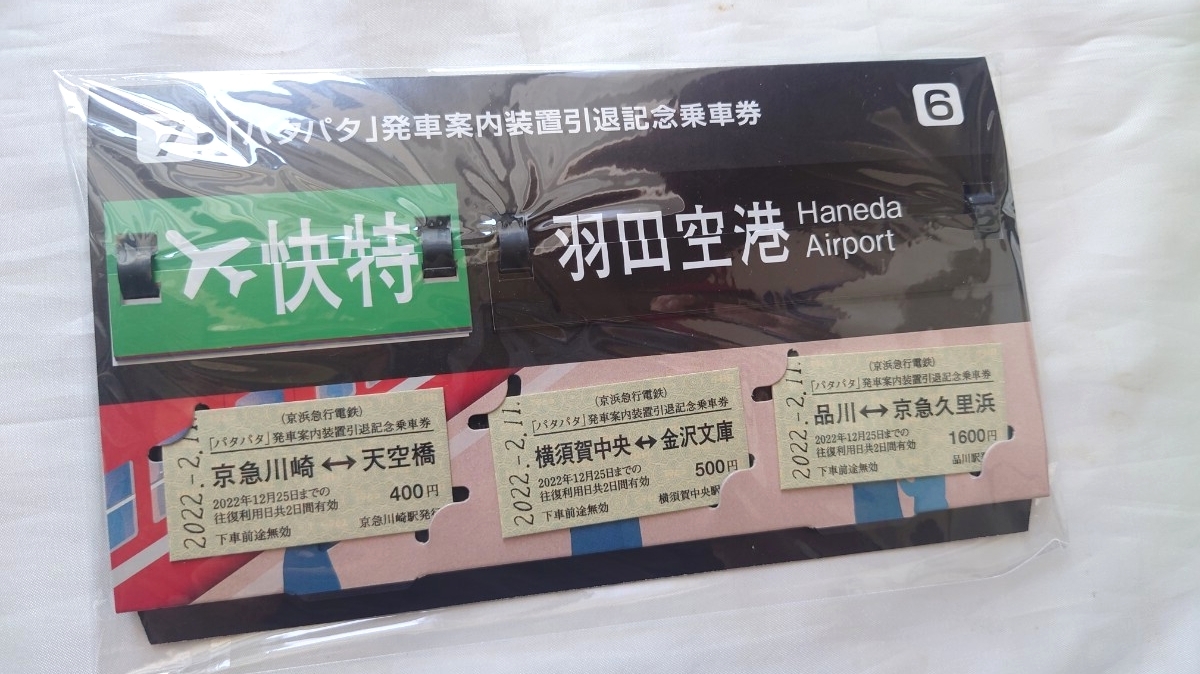 「パタパタ」発車案内装置引退記念乗車券
6
快特
羽田空港
Haneda
Airport
(京浜急行電鉄)
「パタパタ」発車案内装置引退記念乗車券
京急川崎↔天空橋
2022年12月25日までの
往復利用日共2日間有効
400円
下車前途無効
京急川崎駅発行
2022.-2.11.
(京浜急行電鉄)
「パタパタ」発車案内装置引退記念乗車券
横須賀中央↔金沢文庫
2022年12月25日までの
往復利用日共2日間有効
500円
下車前途無効
横須賀中央駅
2022.-2.11.
(京浜急行電鉄)
「パタパタ」発車案内装置引退記念乗車券
品川↔京急久里浜
2022年12月25日までの
往復利用日共2日間有効
1600円
下車前途無効
品川駅
2022.-2.11.